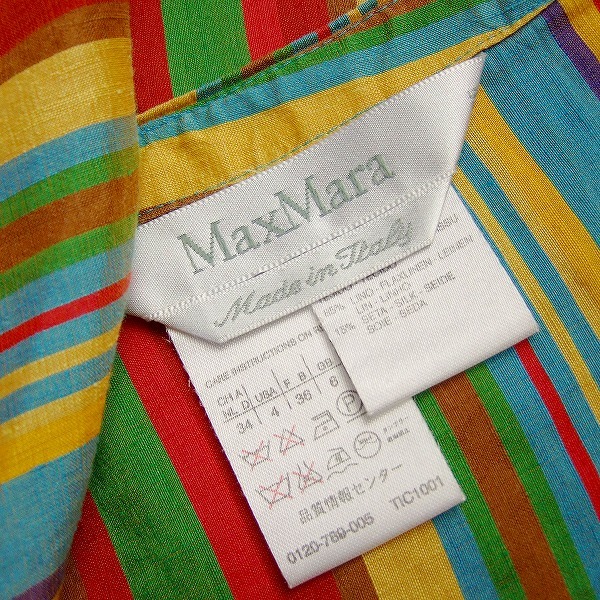 MaxMara
Made in Italy
85% LINO-FLAX/LINEN-LEINEN
LIN LINHO
15% SETA-SILK-SEIDE
SOIE SEDA
CARE INSTRUCTIONS ON
CH A
NL D USA F B GB
34 4 36 6
P
品質情報センター
0120-769-005 TIC1001